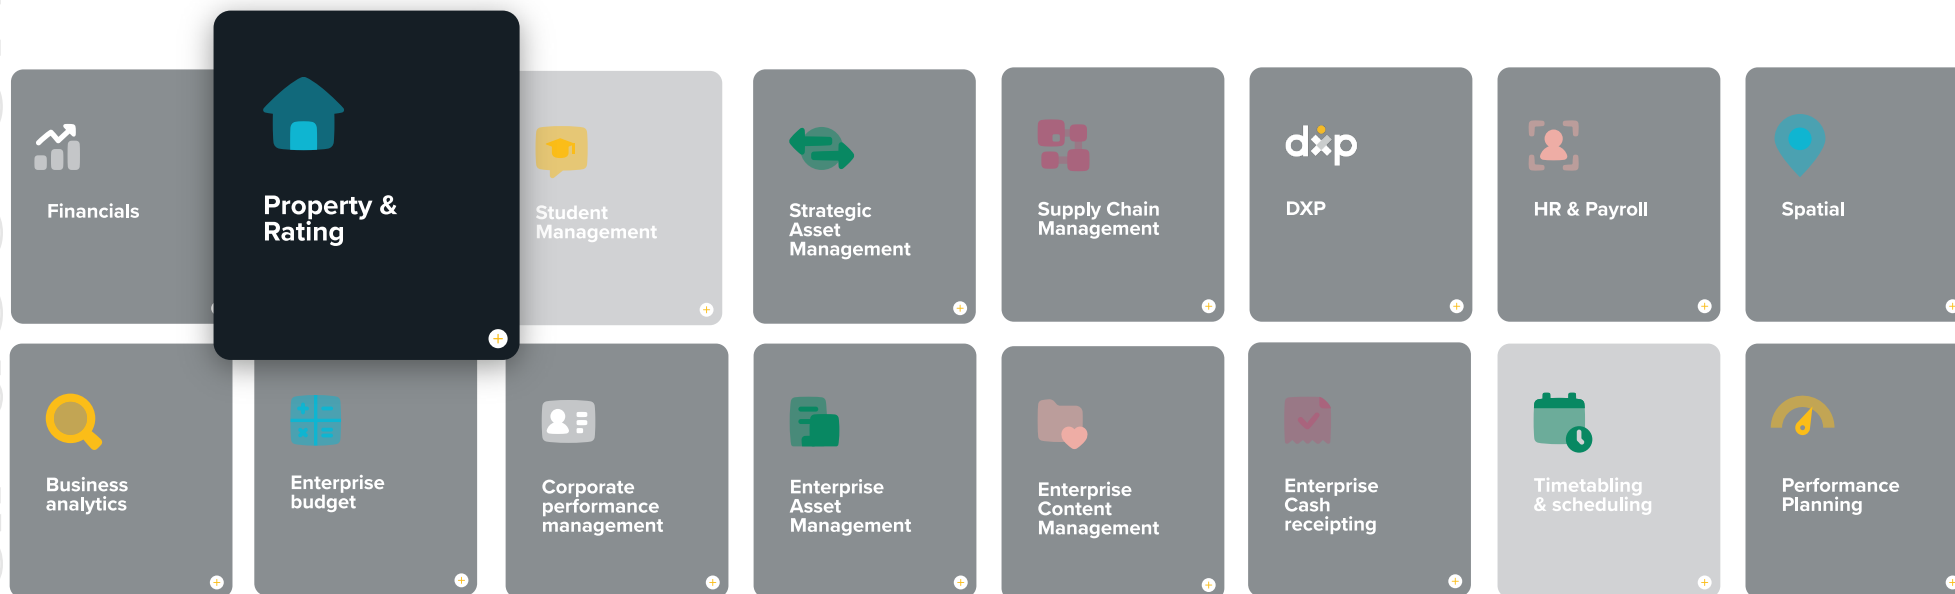 Financials
Property &
Rating
Student
Management
Strategic
Asset
Management
Supply Chain
Management
dxp
DXP
HR & Payroll
Spatial
Business
analytics
Enterprise
budget
Corporate
performance
management
Enterprise
Asset
Management
Enterprise
Content
Management
Enterprise
Cash
receipting
Timetabling
& scheduling
Performance
Planning